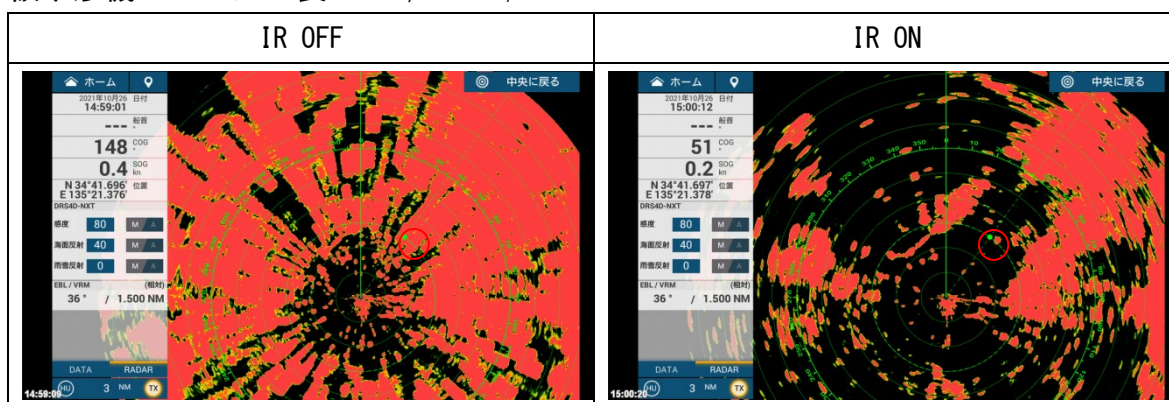 IR OFF
IR ON
ホーム
中央に戻る
2021年10月26 日付
14:59:01
--- 船首
148 COG
0.4 SOG
kn
N 34°41.696' 位置
E 135°21.376'
DRS4D-NXT
感度 80 M A
海面反射 40 M A
雨雪反射 0 M A
EBL / VRM (相対)
36 ° / 1.500 NM
DATA RADAR
HU 3 NM TX
14:59:09
ホーム
中央に戻る
2021年10月26 日付
15:00:12
--- 船首
51 COG
0.2 SOG
kn
N 34°41.697' 位置
E 135°21.378'
DRS4D-NXT
感度 80 M A
海面反射 40 M A
雨雪反射 0 M A
EBL / VRM (相対)
36 ° / 1.500 NM
DATA RADAR
HU 3 NM TX
15:00:20
340 350 0 10